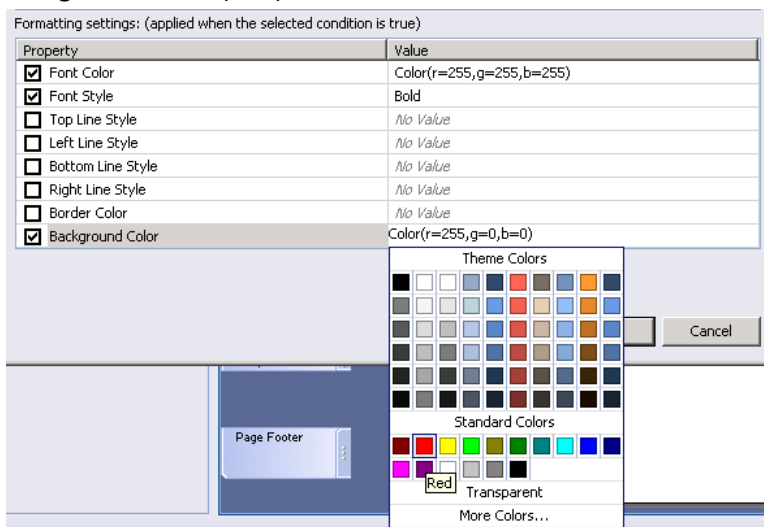 Formatting settings: (applied when the selected condition is true)
Property Value
Font Color Color(r=255,g=255,b=255)
Font Style Bold
Top Line Style No Value
Left Line Style No Value
Bottom Line Style No Value
Right Line Style No Value
Border Color No Value
Background Color Color(r=255,g=0,b=0)
Theme Colors
Cancel
Standard Colors
Page Footer
Red
Transparent
More Colors...